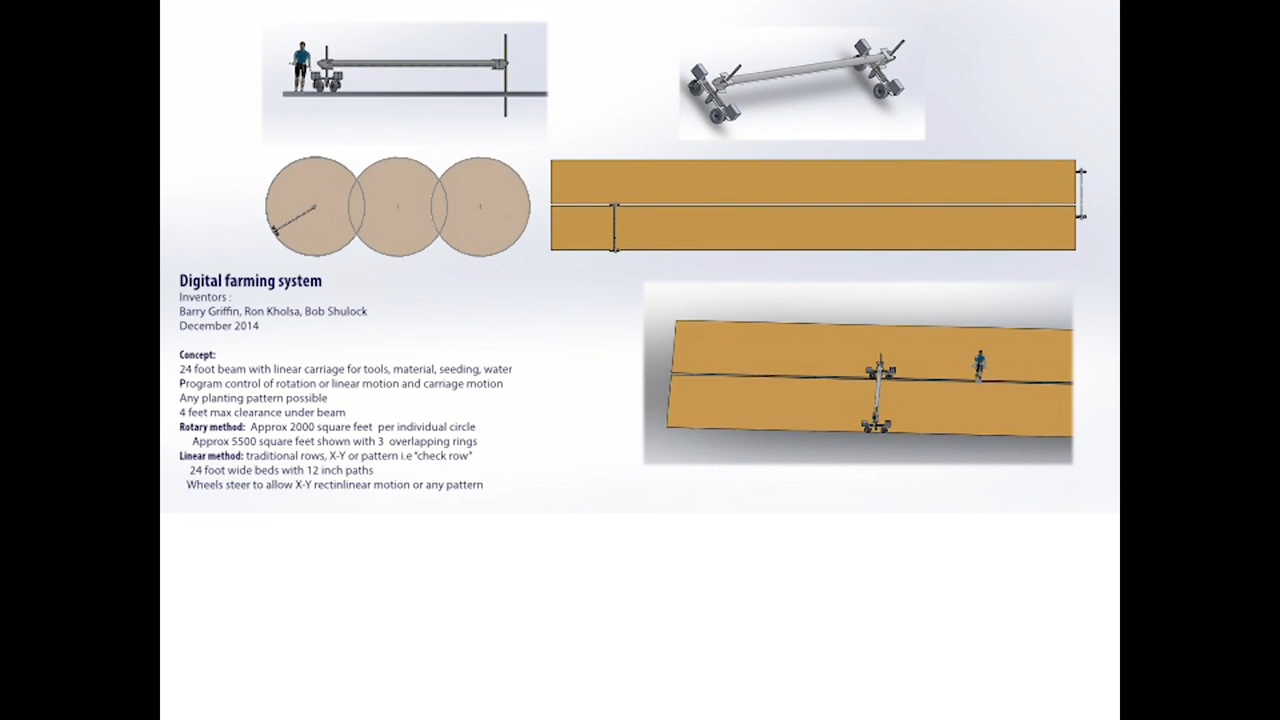 Digital farming system
Inventors :
Barry Griffin, Ron Kholsa, Bob Shulock
December 2014
Concept:
24 foot beam with linear carriage for tools, material, seeding, water
Program control of rotation or linear motion and carriage motion
Any planting pattern possible
4 feet max clearance under beam
Rotary method: Approx 2000 square feet per individual circle
Approx 5500 square feet shown with 3 overlapping rings
Linear method: traditional rows, X-Y or pattern i.e "check row"
24 foot wide beds with 12 inch paths
Wheels steer to allow X-Y rectinlinear motion or any pattern